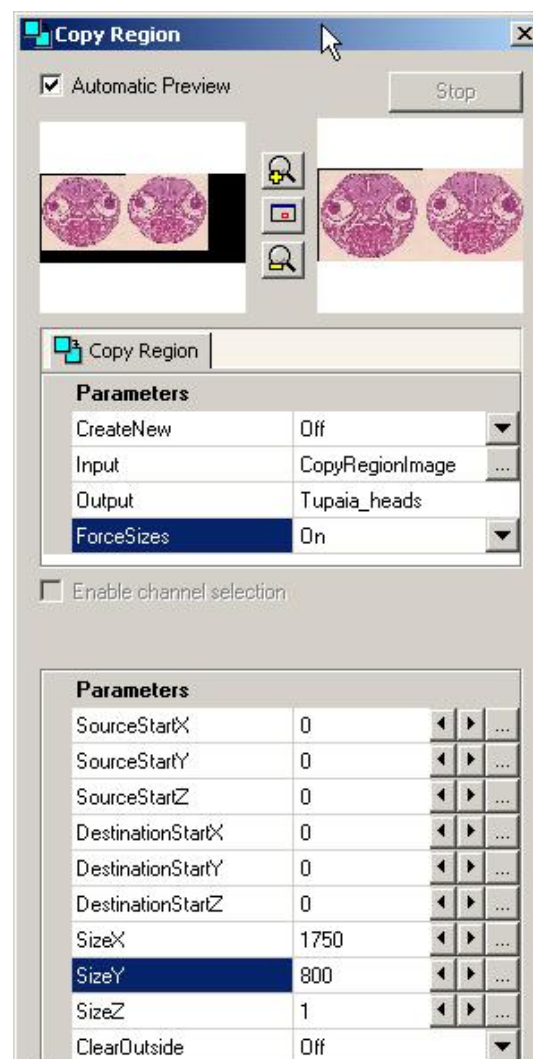 Copy Region
Automatic Preview
Stop
Copy Region
Parameters
CreateNew Off
Input CopyRegionImage ...
Output Tupaia_heads
ForceSizes On
Enable channel selection
Parameters
SourceStartX 0 ...
SourceStartY 0 ...
SourceStartZ 0 ...
DestinationStartX 0 ...
DestinationStartY 0 ...
DestinationStartZ 0 ...
SizeX 1750 ...
SizeY 800 ...
SizeZ 1 ...
ClearOutside Off